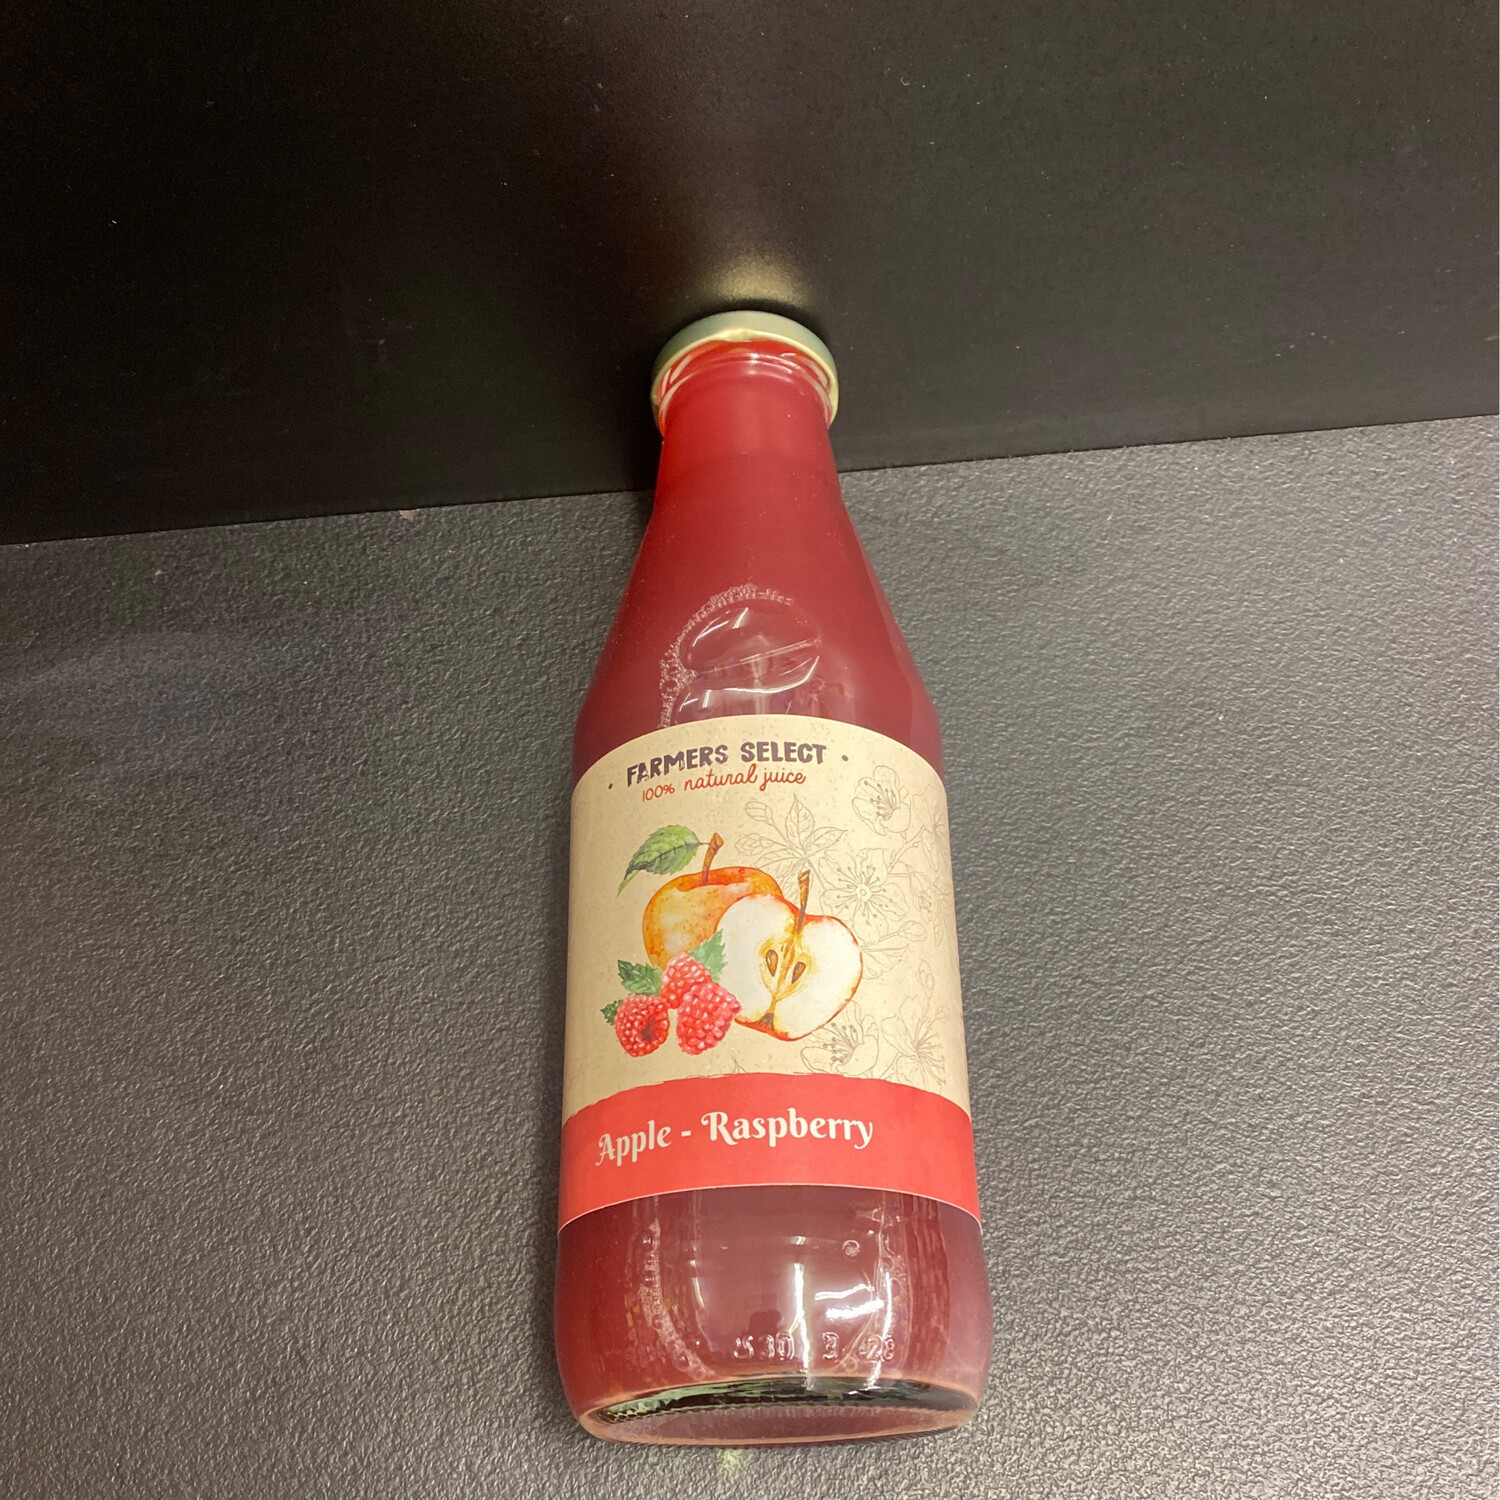 • FARMERS SELECT •
100% natural juice
Apple - Raspberry